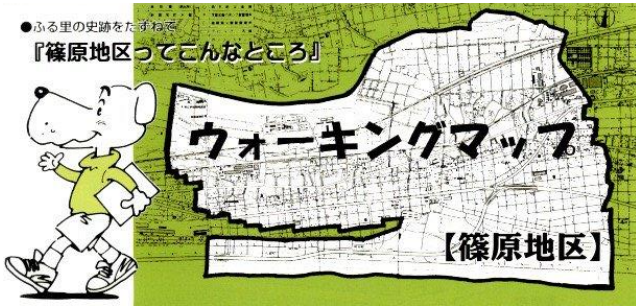 ●ふる里の史跡をたずねて
『篠原地区ってこんなところ』
ウォーキングマップ
【篠原地区】